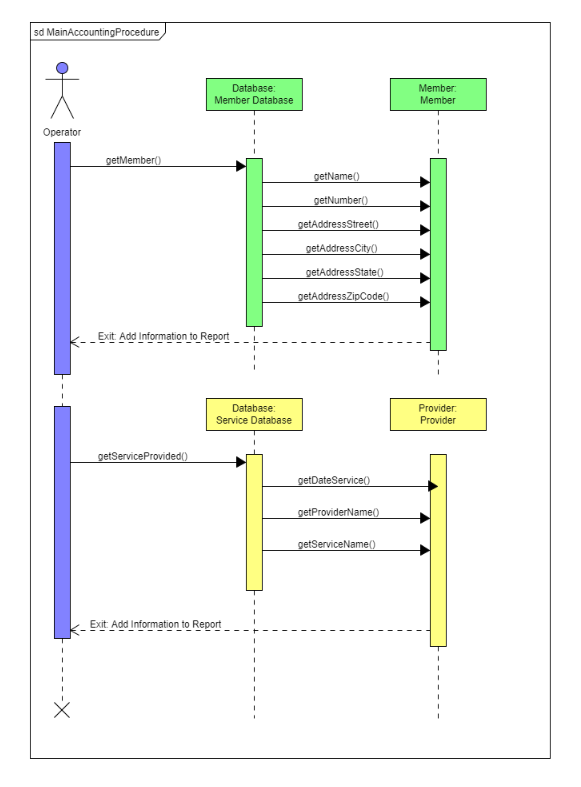 sd MainAccountingProcedure
Operator
Database:
Member Database
Member:
Member
getMember()
getName()
getNumber()
getAddressStreet()
getAddressCity()
getAddressState()
getAddressZipCode()
Exit: Add Information to Report
Database:
Service Database
Provider:
Provider
getServiceProvided()
getDateService()
getProviderName()
getServiceName()
Exit: Add Information to Report